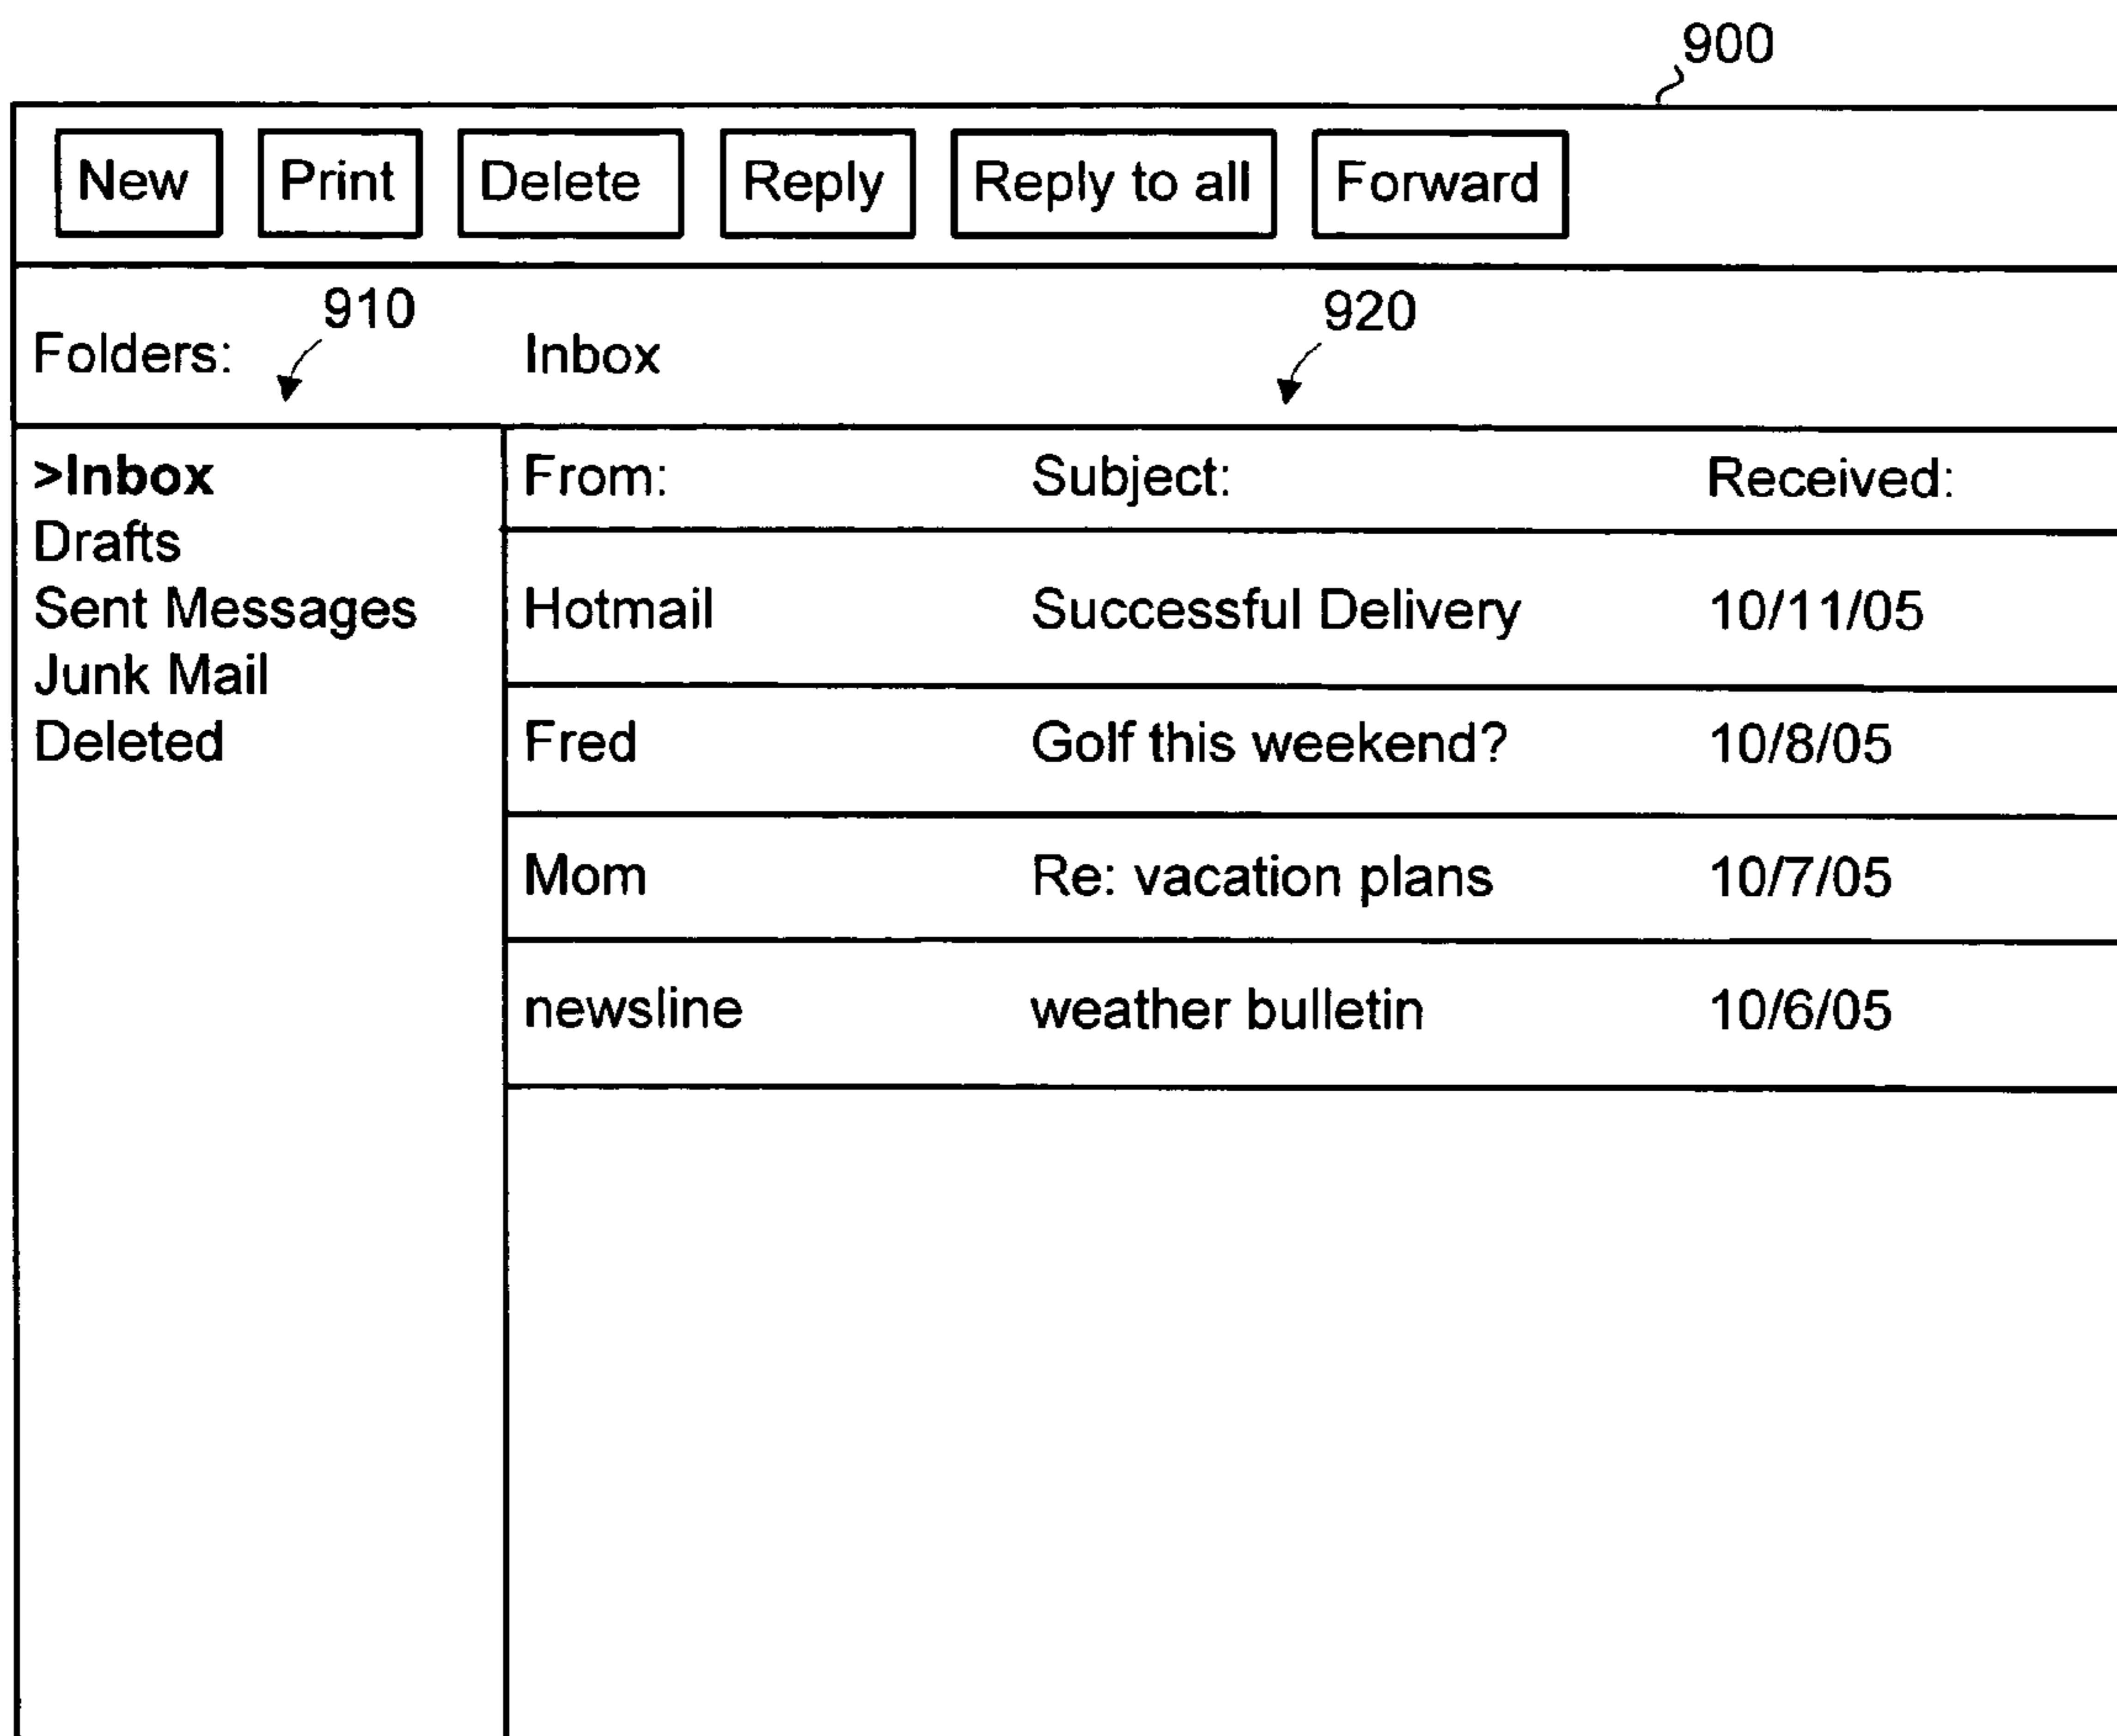 900
New Print Delete Reply Reply to all Forward
910 920
Folders: Inbox
>Inbox From: Subject: Received:
Drafts
Sent Messages Hotmail Successful Delivery 10/11/05
Junk Mail
Deleted Fred Golf this weekend? 10/8/05
Mom Re: vacation plans 10/7/05
newsline weather bulletin 10/6/05